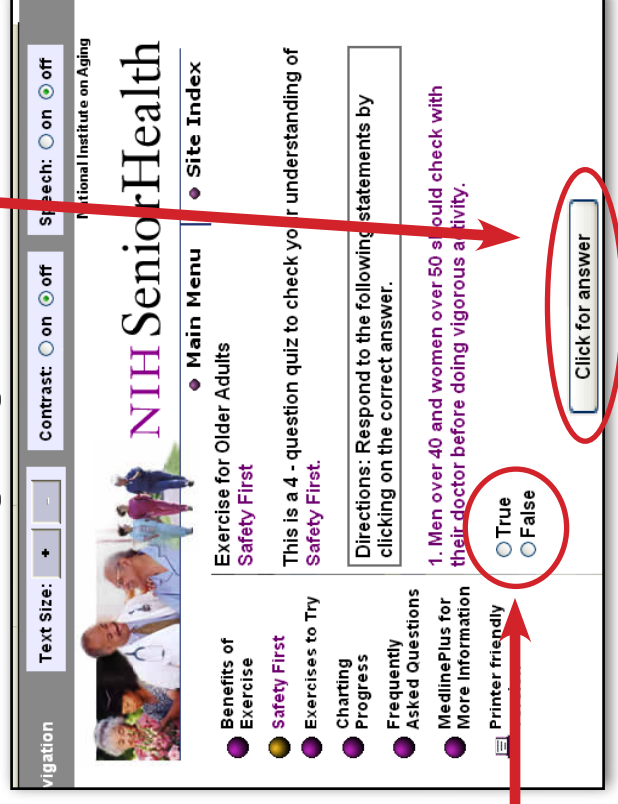 vigation
Text Size: + -
Contrast: on off
Speech: on off
National Institute on Aging
NIH SeniorHealth
Main Menu
Site Index
Benefits of
Exercise
Safety First
Exercises to Try
Charting
Progress
Frequently
Asked Questions
MedlinePlus for
More Information
Printer friendly
Exercise for Older Adults
Safety First
This is a 4 - question quiz to check your understanding of
Safety First.
Directions: Respond to the following statements by
clicking on the correct answer.
1. Men over 40 and women over 50 should check with
their doctor before doing vigorous activity.
True
False
Click for answer